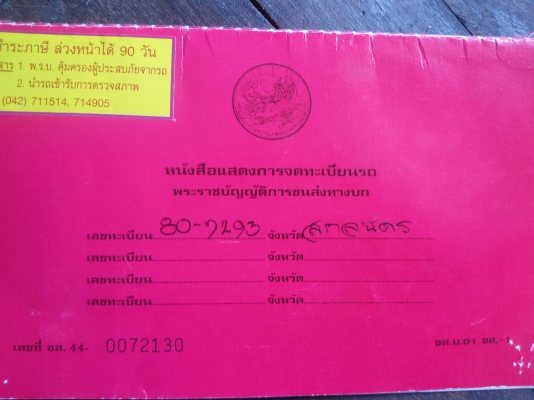 ชำระภาษี ล่วงหน้าได้ 90 วัน
สาร 1. พ.ร.บ. คุ้มครองผู้ประสบภัยจากรถ
2. นำรถเข้ารับการตรวจสภาพ
(042) 711514, 714905
หนังสือแสดงการจดทะเบียนรถ
พระราชบัญญัติการขนส่งทางบก
เลขทะเบียน 80-7293 จังหวัด สกลนคร
เลขทะเบียน จังหวัด
เลขทะเบียน จังหวัด
เลขทะเบียน จังหวัด
เลขที่ ขส. 44- 0072130
ขส.บ.01 ขส.-